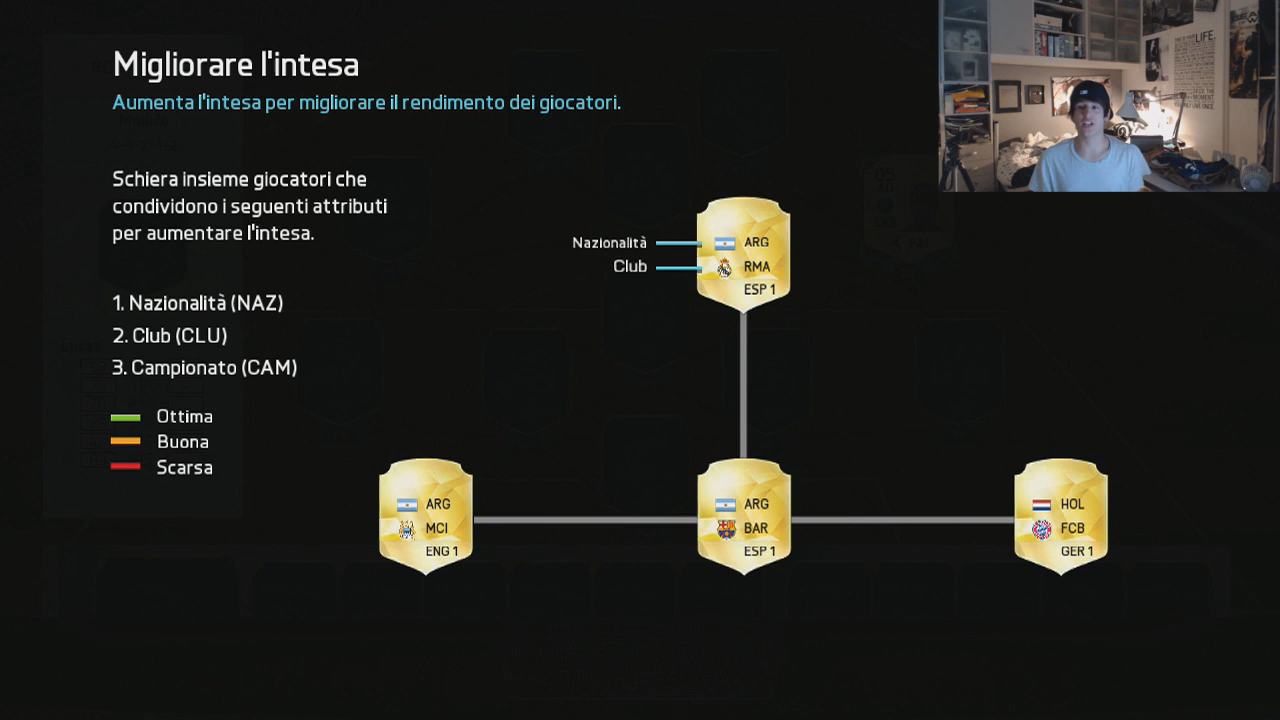 Migliorare l'intesa
Aumenta l'intesa per migliorare il rendimento dei giocatori.
Schiera insieme giocatori che
condividono i seguenti attributi
per aumentare l'intesa.
1. Nazionalità (NAZ)
2. Club (CLU)
3. Campionato (CAM)
Ottima
Buona
Scarsa
Nazionalità
Club
ARG
RMA
ESP 1
ARG
MCI
ENG 1
ARG
BAR
ESP 1
HOL
FCB
GER 1
LIFE.